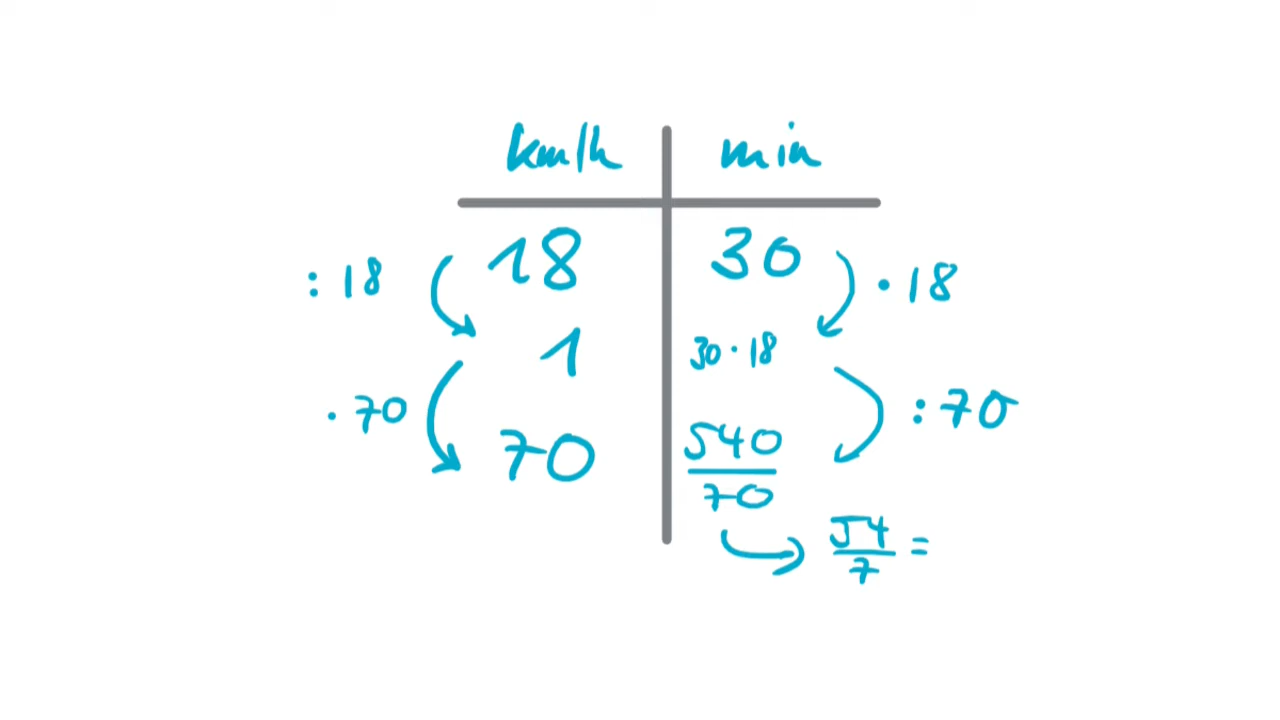 km/h min
18 30
: 18 · 18
1 30 · 18
· 70 : 70
70 540/70
54/7 =